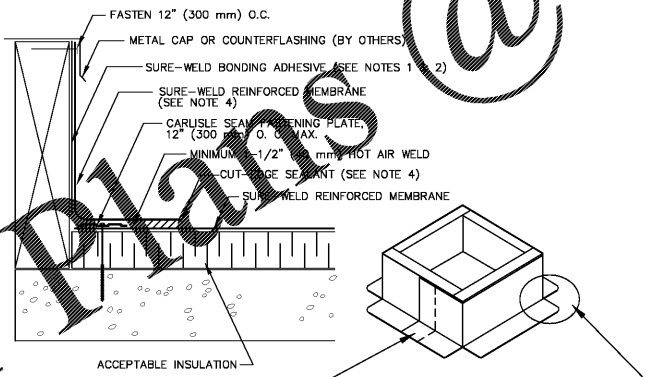 FASTEN 12" (300 mm) O.C.
METAL CAP OR COUNTERFLASHING (BY OTHERS)
SURE-WELD BONDING ADHESIVE (SEE NOTES 1 & 2)
SURE-WELD REINFORCED MEMBRANE
(SEE NOTE 4)
CARLISLE SEAM FASTENING PLATE,
12" (300 mm) O. C. MAX.
MINIMUM 1-1/2" (40 mm) HOT AIR WELD
CUT-EDGE SEALANT (SEE NOTE 4)
SURE-WELD REINFORCED MEMBRANE
ACCEPTABLE INSULATION
Plans @